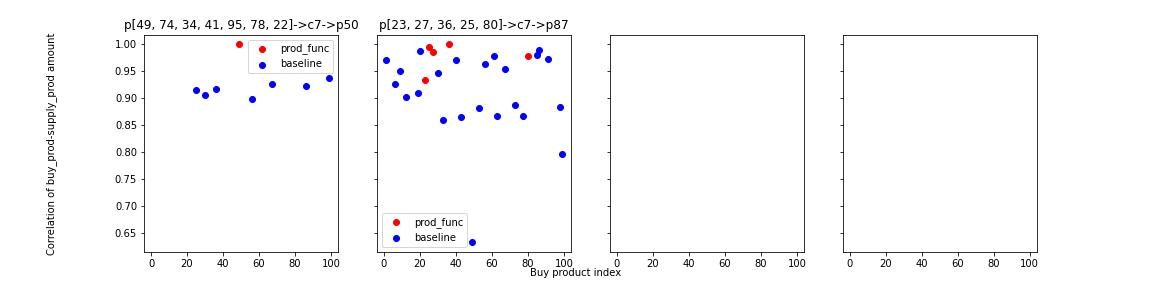 p[49, 74, 34, 41, 95, 78, 22]->c7->p50
p[23, 27, 36, 25, 80]->c7->p87
Correlation of buy_prod-supply_prod amount
1.00
0.95
0.90
0.85
0.80
0.75
0.70
0.65
prod_func
baseline
prod_func
baseline
0 20 40 60 80 100
0 20 40 60 80 100
0 20 40 60 80 100
0 20 40 60 80 100
Buy product index